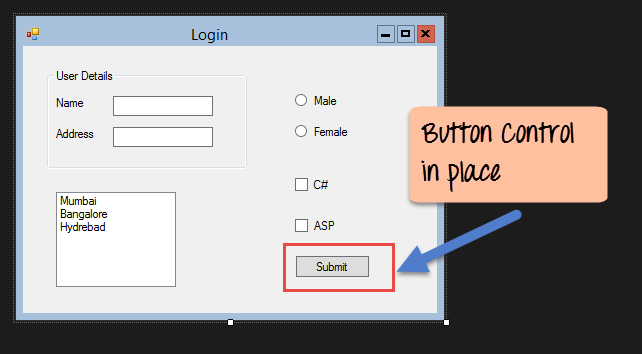 Login
User Details
Name
Address
Male
Female
C#
ASP
Mumbai
Bangalore
Hydrebad
Submit
Button Control
in place